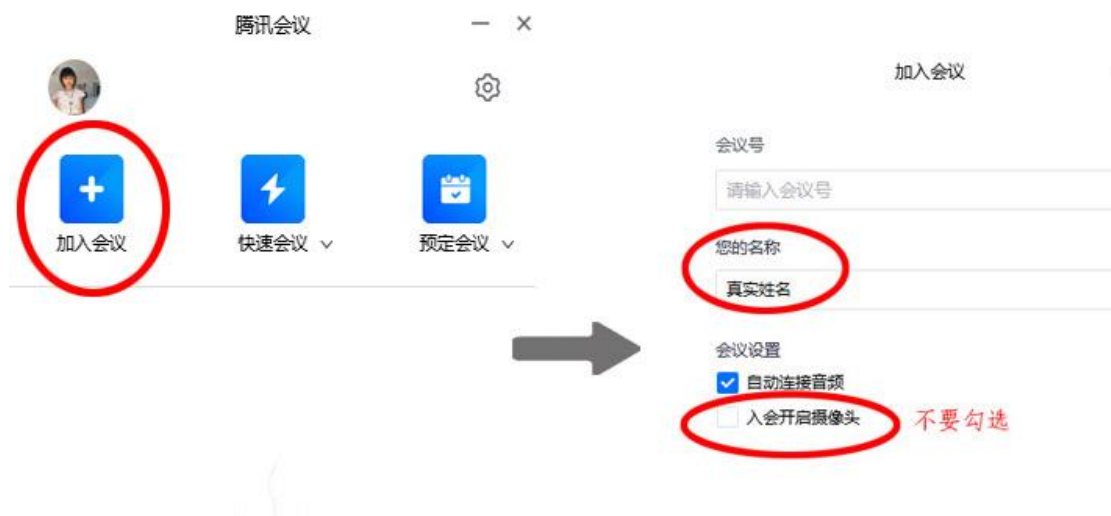 腾讯会议
加入会议
快速会议
预定会议
加入会议
会议号
请输入会议号
您的名称
真实姓名
会议设置
自动连接音频
入会开启摄像头
不要勾选